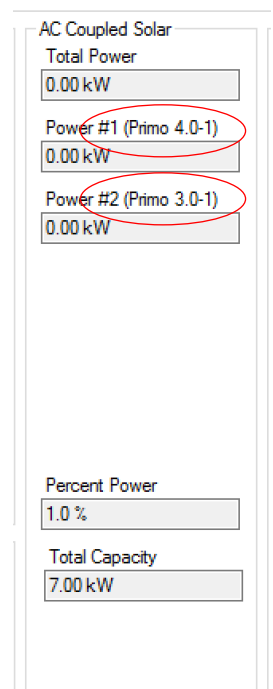 AC Coupled Solar
Total Power
0.00 kW
Power #1 (Primo 4.0-1)
0.00 kW
Power #2 (Primo 3.0-1)
0.00 kW
Percent Power
1.0 %
Total Capacity
7.00 kW